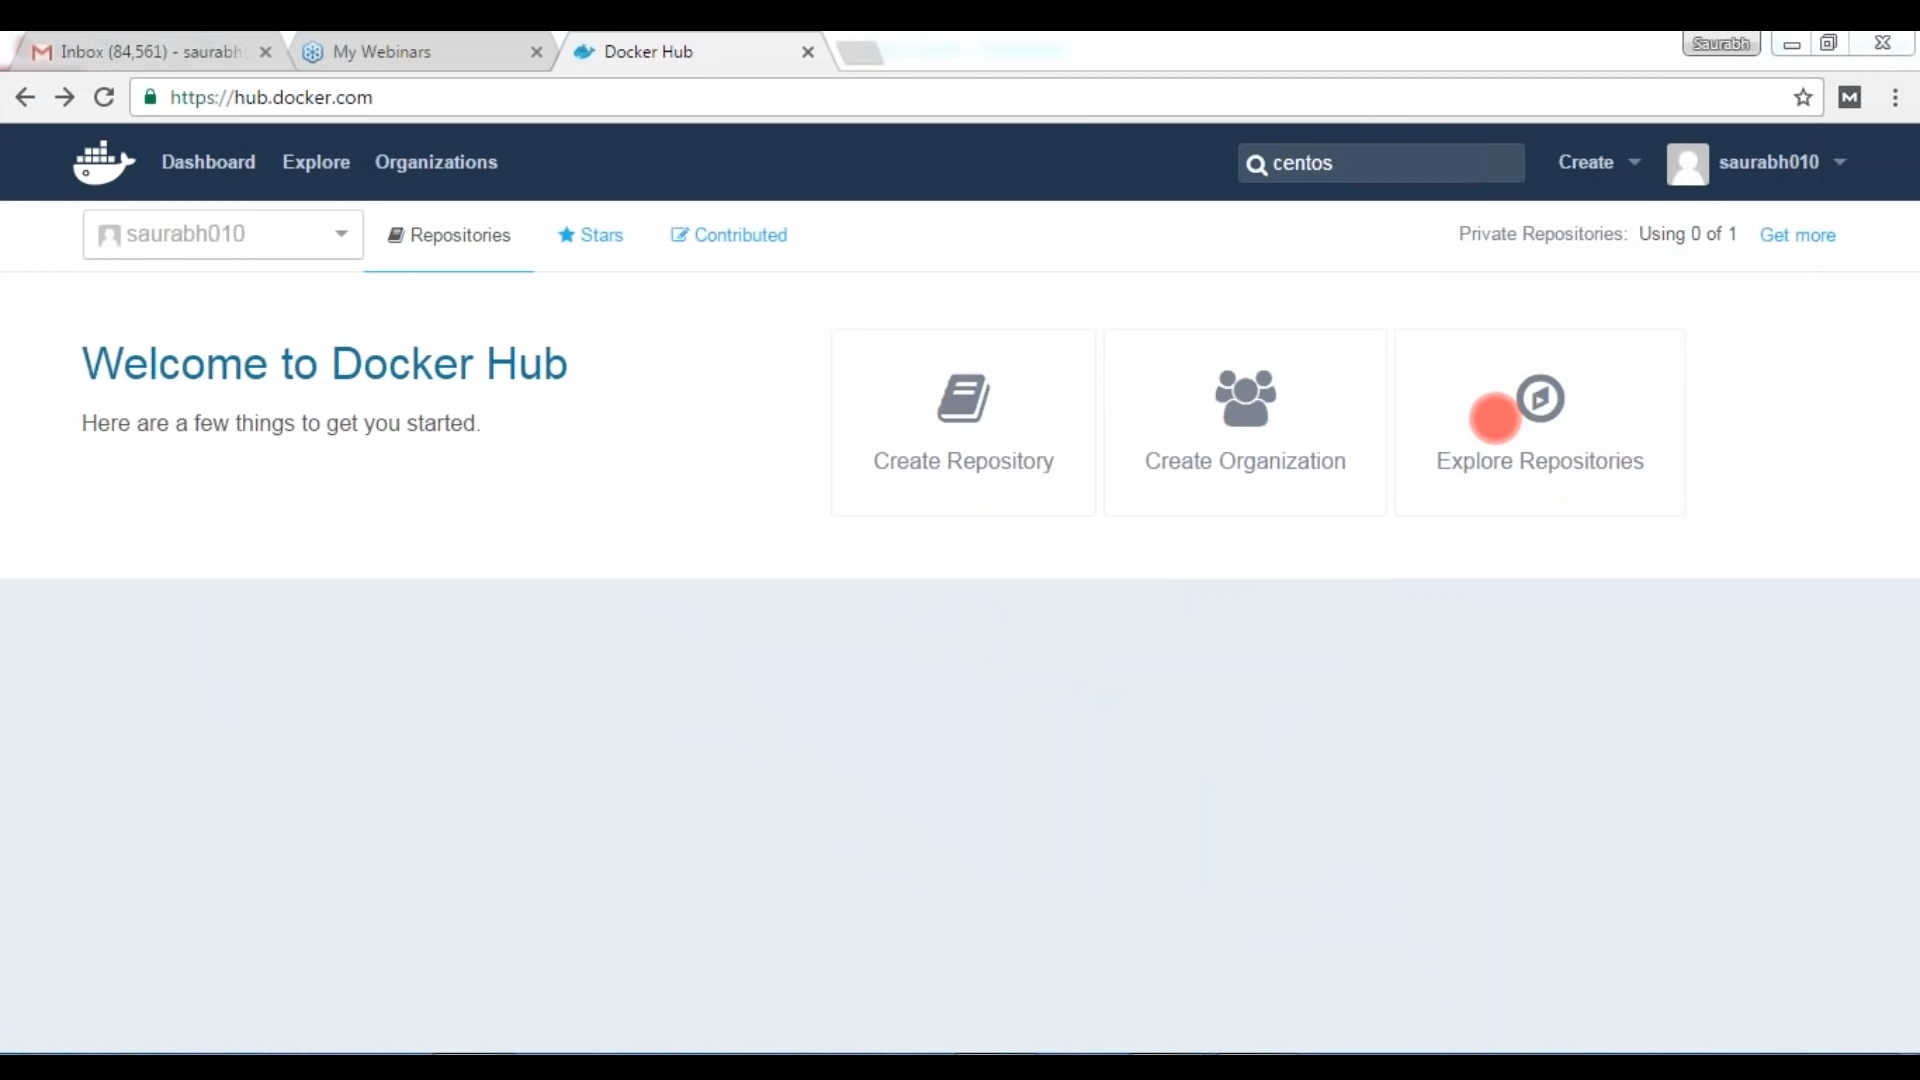 Inbox (84,561) - saurabh
My Webinars
Docker Hub
Saurabh
https://hub.docker.com
Dashboard
Explore
Organizations
centos
Create
saurabh010
saurabh010
Repositories
Stars
Contributed
Private Repositories: Using 0 of 1 Get more
Welcome to Docker Hub
Here are a few things to get you started.
Create Repository
Create Organization
Explore Repositories